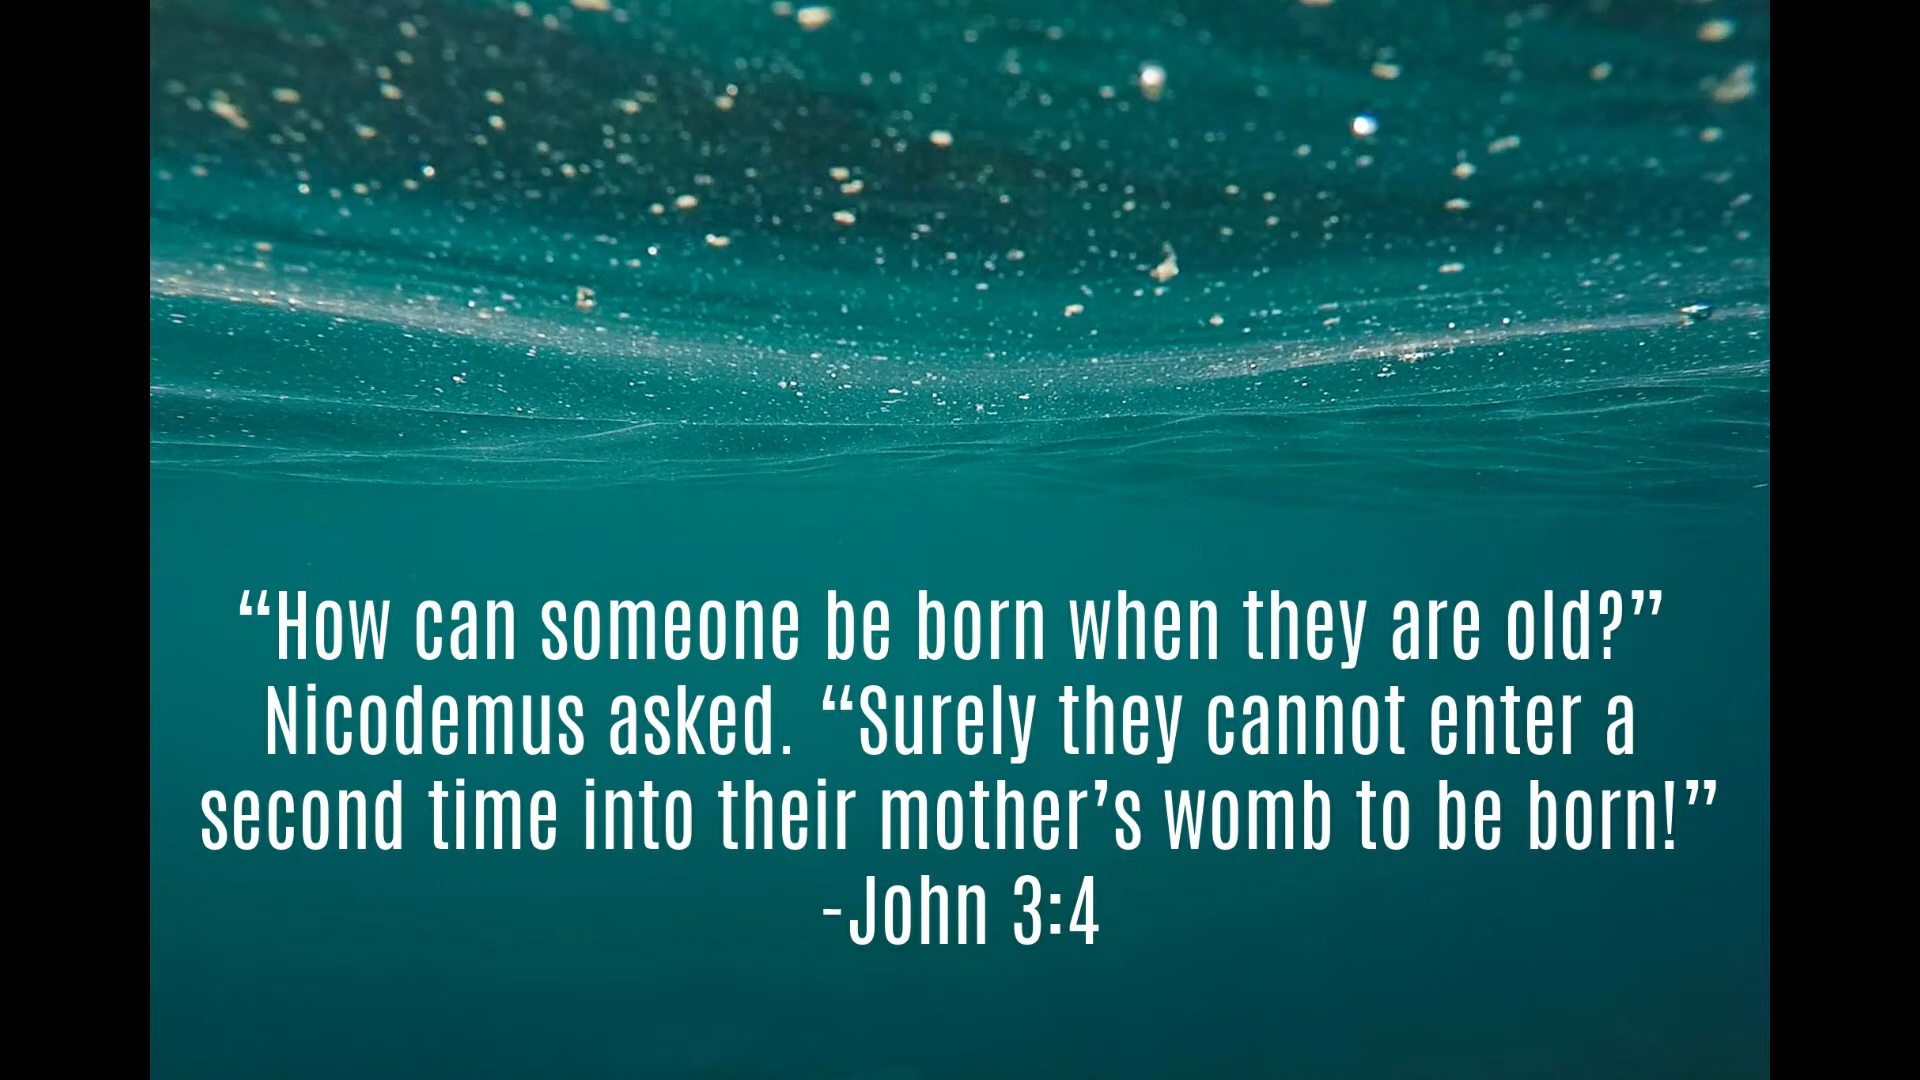 “How can someone be born when they are old?”
Nicodemus asked. “Surely they cannot enter a
second time into their mother’s womb to be born!”
-John 3:4